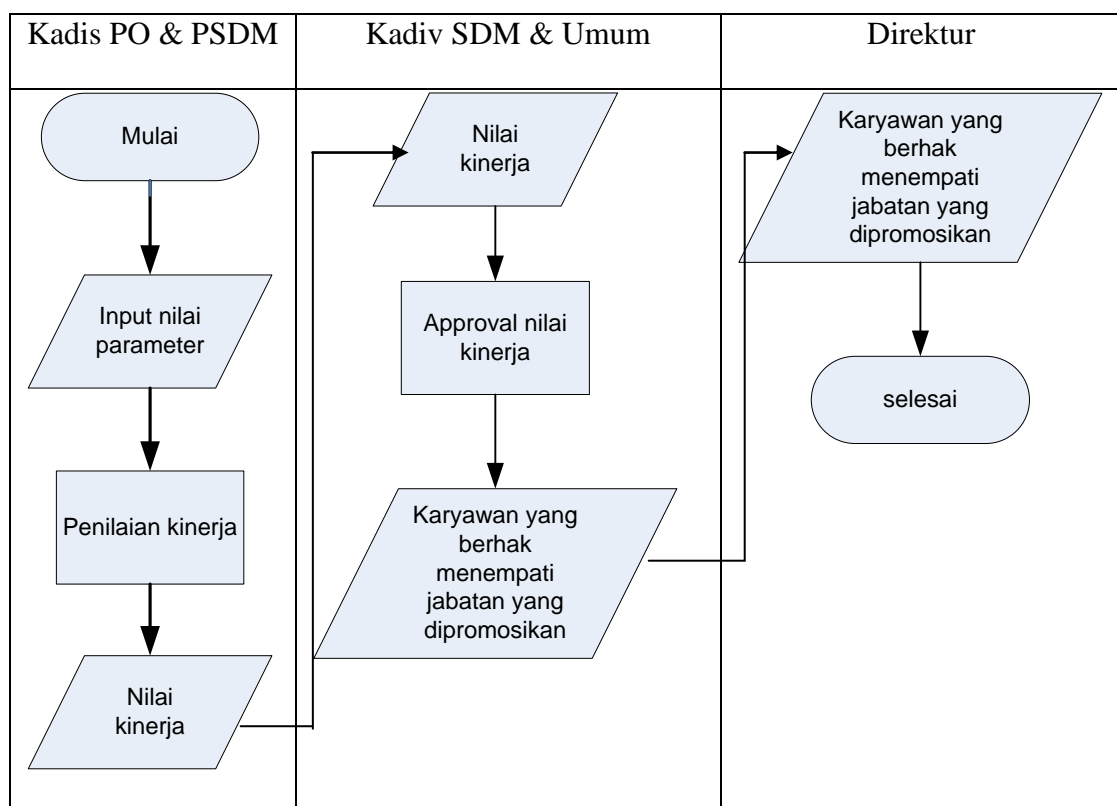 Kadis PO & PSDM
Kadiv SDM & Umum
Direktur
Mulai
Input nilai
parameter
Penilaian kinerja
Nilai
kinerja
Nilai
kinerja
Approval nilai
kinerja
Karyawan yang
berhak
menempati
jabatan yang
dipromosikan
Karyawan yang
berhak
menempati
jabatan yang
dipromosikan
selesai